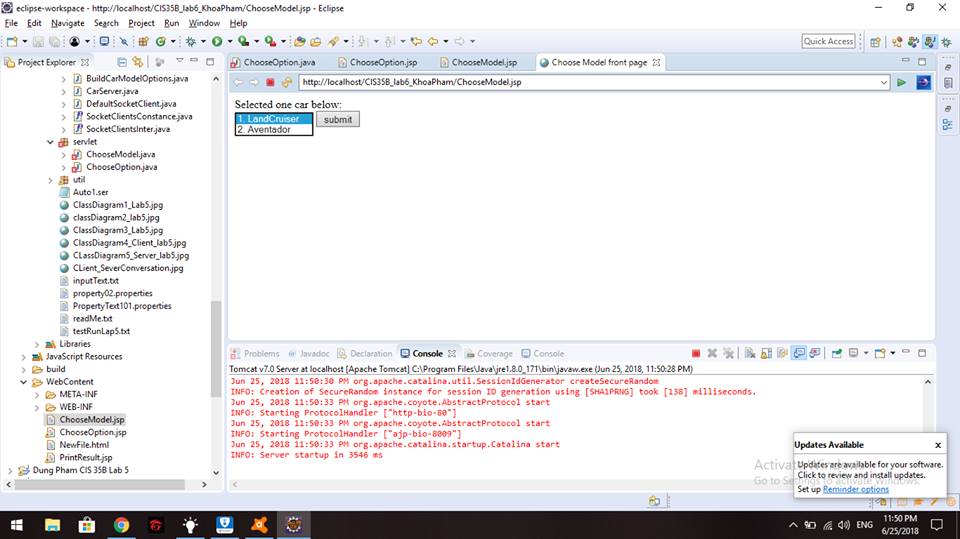 eclipse-workspace - http://localhost/CIS35B_lab6_KhoaPham/ChooseModel.jsp - Eclipse
File Edit Navigate Search Project Run Window Help
Quick Access
Project Explorer
BuildCarModelOptions.java
CarServer.java
DefaultSocketClient.java
SocketClientsConstance.java
SocketClientsInter.java
servlet
ChooseModel.java
ChooseOption.java
util
Auto1.ser
ClassDiagram1_Lab5.jpg
classDiagram2_lab5.jpg
ClassDiagram3_Lab5.jpg
ClassDiagram4_Client_lab5.jpg
CLassDiagram5_Server_lab5.jpg
CLient_SeverConversation.jpg
inputText.txt
property02.properties
PropertyText101.properties
readMe.txt
testRunLap5.txt
Libraries
JavaScript Resources
build
WebContent
META-INF
WEB-INF
ChooseModel.jsp
ChooseOption.jsp
NewFile.html
PrintResult.jsp
Dung Pham CIS 35B Lab 5
ChooseOption.java ChooseOption.jsp ChooseModel.jsp Choose Model front page
http://localhost/CIS35B_lab6_KhoaPham/ChooseModel.jsp
Selected one car below:
1. LandCruiser submit
2. Aventador
Problems Javadoc Declaration Console Coverage Console
Tomcat v7.0 Server at localhost [Apache Tomcat] C:\Program Files\Java\jre1.8.0_171\bin\javaw.exe (Jun 25, 2018, 11:50:28 PM)
Jun 25, 2018 11:50:30 PM org.apache.catalina.util.SessionIdGenerator createSecureRandom
INFO: Creation of SecureRandom instance for session ID generation using [SHA1PRNG] took [138] milliseconds.
Jun 25, 2018 11:50:33 PM org.apache.coyote.AbstractProtocol start
INFO: Starting ProtocolHandler ["http-bio-80"]
Jun 25, 2018 11:50:33 PM org.apache.coyote.AbstractProtocol start
INFO: Starting ProtocolHandler ["ajp-bio-8009"]
Jun 25, 2018 11:50:33 PM org.apache.catalina.startup.Catalina start
INFO: Server startup in 3546 ms
Activate Windows
Go to Settings to activate Windows.
Updates Available
Updates are available for your software.
Click to review and install updates.
Set up Reminder options
ENG
11:50 PM
6/25/2018